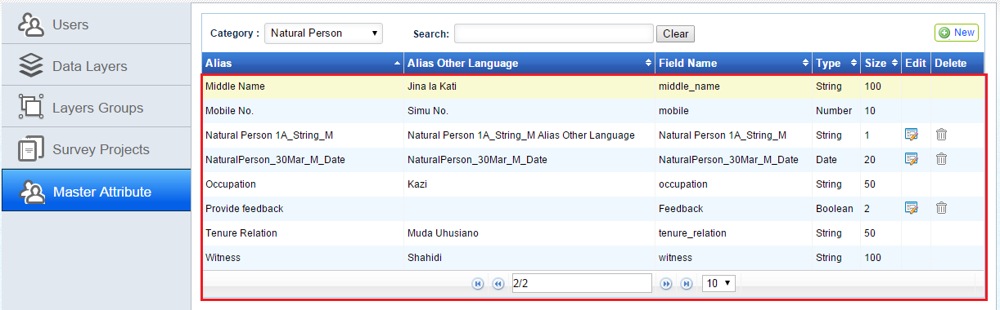 Users
Data Layers
Layers Groups
Survey Projects
Master Attribute
Category : Natural Person Search: Clear New
Alias Alias Other Language Field Name Type Size Edit Delete
Middle Name Jina la Kati middle_name String 100
Mobile No. Simu No. mobile Number 10
Natural Person 1A_String_M Natural Person 1A_String_M Alias Other Language Natural Person 1A_String_M String 1
NaturalPerson_30Mar_M_Date NaturalPerson_30Mar_M_Date NaturalPerson_30Mar_M_Date Date 20
Occupation Kazi occupation String 50
Provide feedback Feedback Boolean 2
Tenure Relation Muda Uhusiano tenure_relation String 50
Witness Shahidi witness String 100
2/2 10